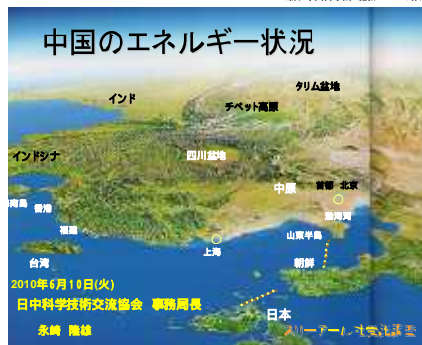 中国のエネルギー状況
タリム盆地
インド
チベット高原
インドシナ
四川盆地
中原
首都 北京
香港
渤海湾
福建
山東半島
上海
台湾
朝鮮
2010年6月10日(火)
日中科学技術交流協会 事務局長
日本
永崎 隆雄